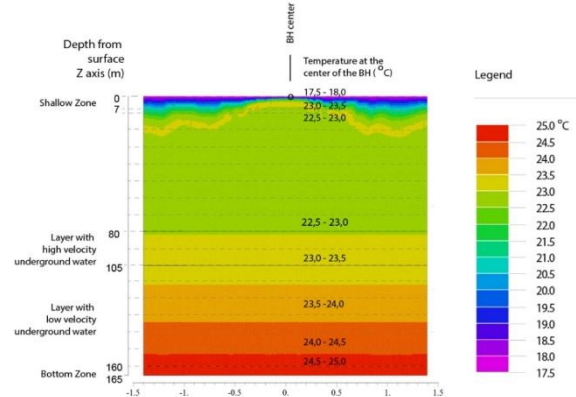 BH center
Depth from
surface
Z axis (m)
Temperature at the
center of the BH ( °C)
Legend
Shallow Zone
0
7
17,5 - 18,0
23,0 - 23,5
22,5 - 23,0
80
22,5 - 23,0
Layer with
high velocity
underground water
105
23,0 - 23,5
Layer with
low velocity
underground water
23,5 -24,0
24,0 - 24,5
24,5 - 25,0
160
Bottom Zone
165
-1.5
-1.0
-0.5
0.
0.5
1.0
1.5
25.0 °C
24.5
24.0
23.5
23.0
22.5
22.0
21.5
21.0
20.5
20.0
19.5
19.0
18.5
18.0
17.5